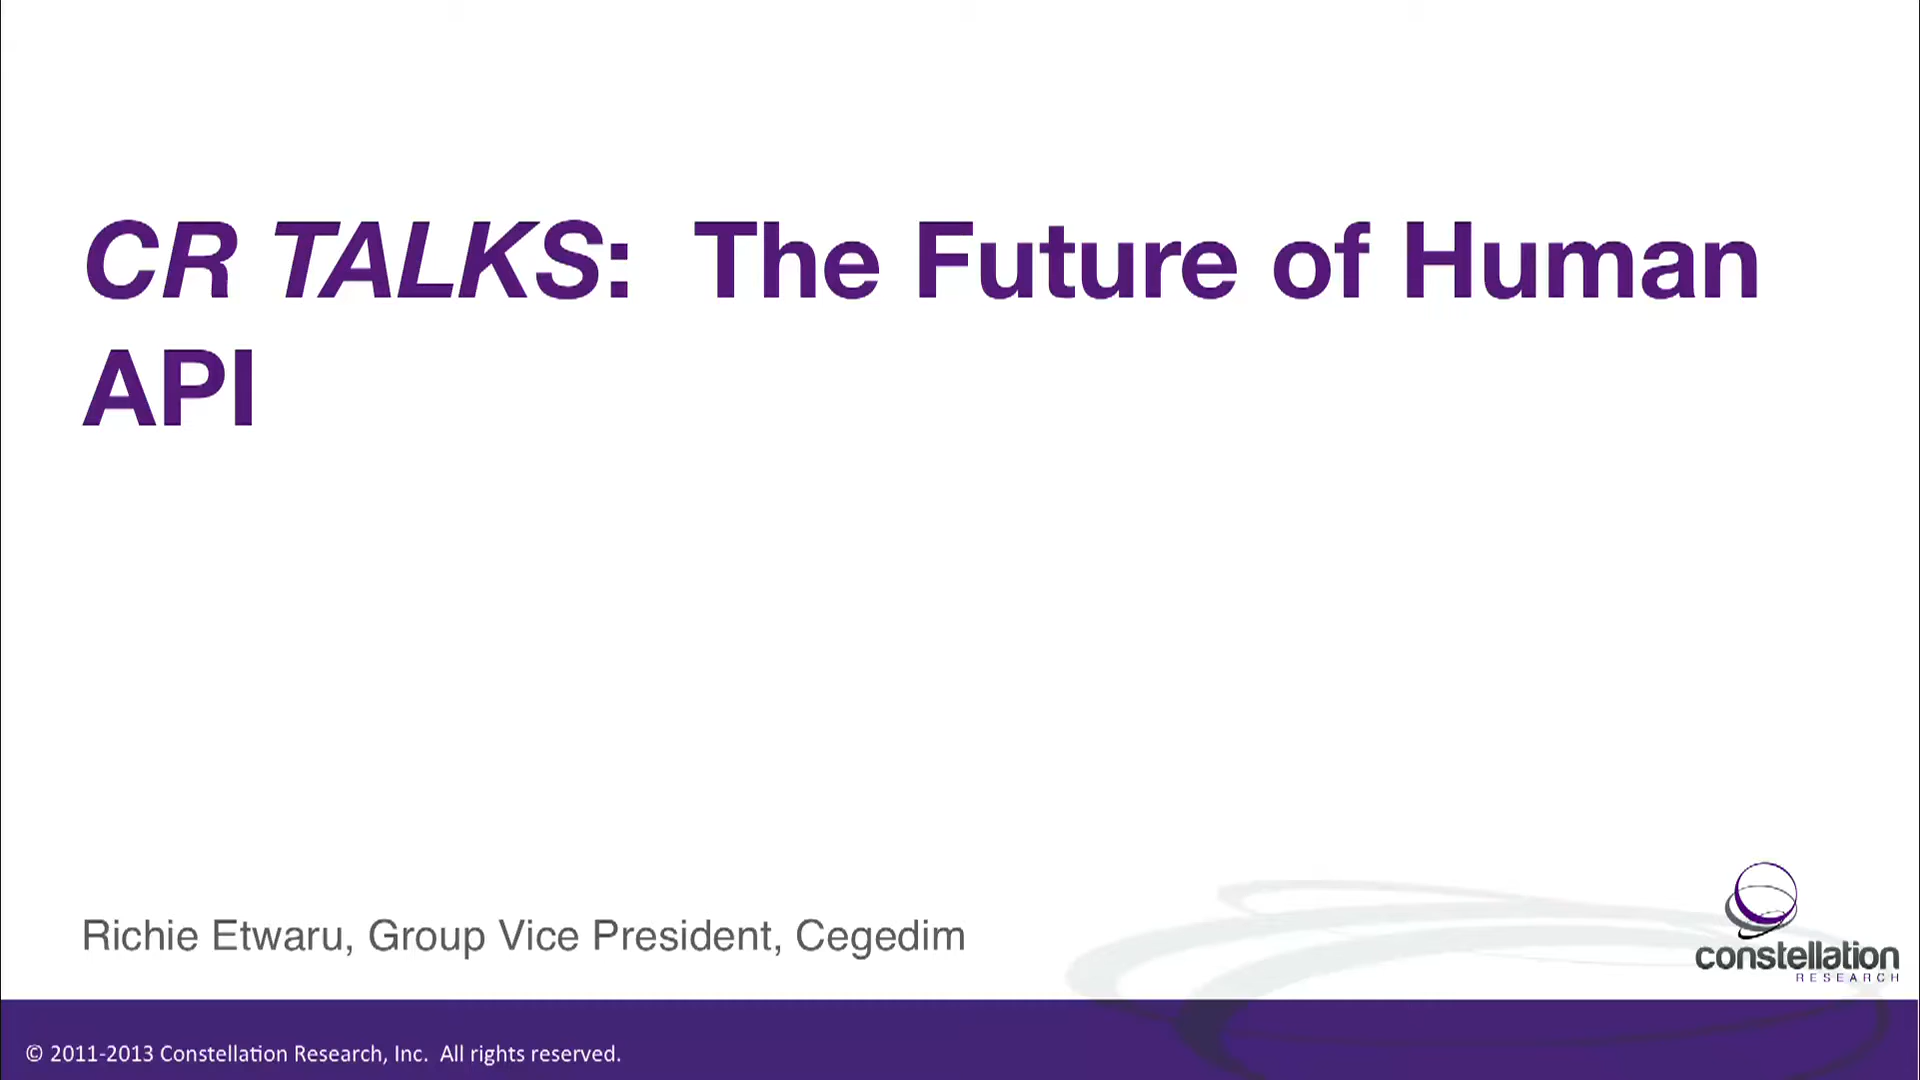 CR TALKS:  The Future of Human
API
Richie Etwaru, Group Vice President, Cegedim
constellation
RESEARCH
© 2011-2013 Constellation Research, Inc.  All rights reserved.